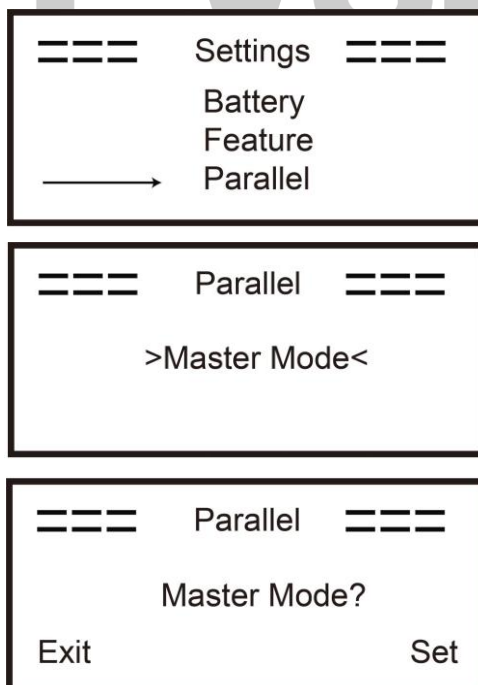 === Settings ===
Battery
Feature
Parallel
=== Parallel ===
>Master Mode<
=== Parallel ===
Master Mode?
Exit Set